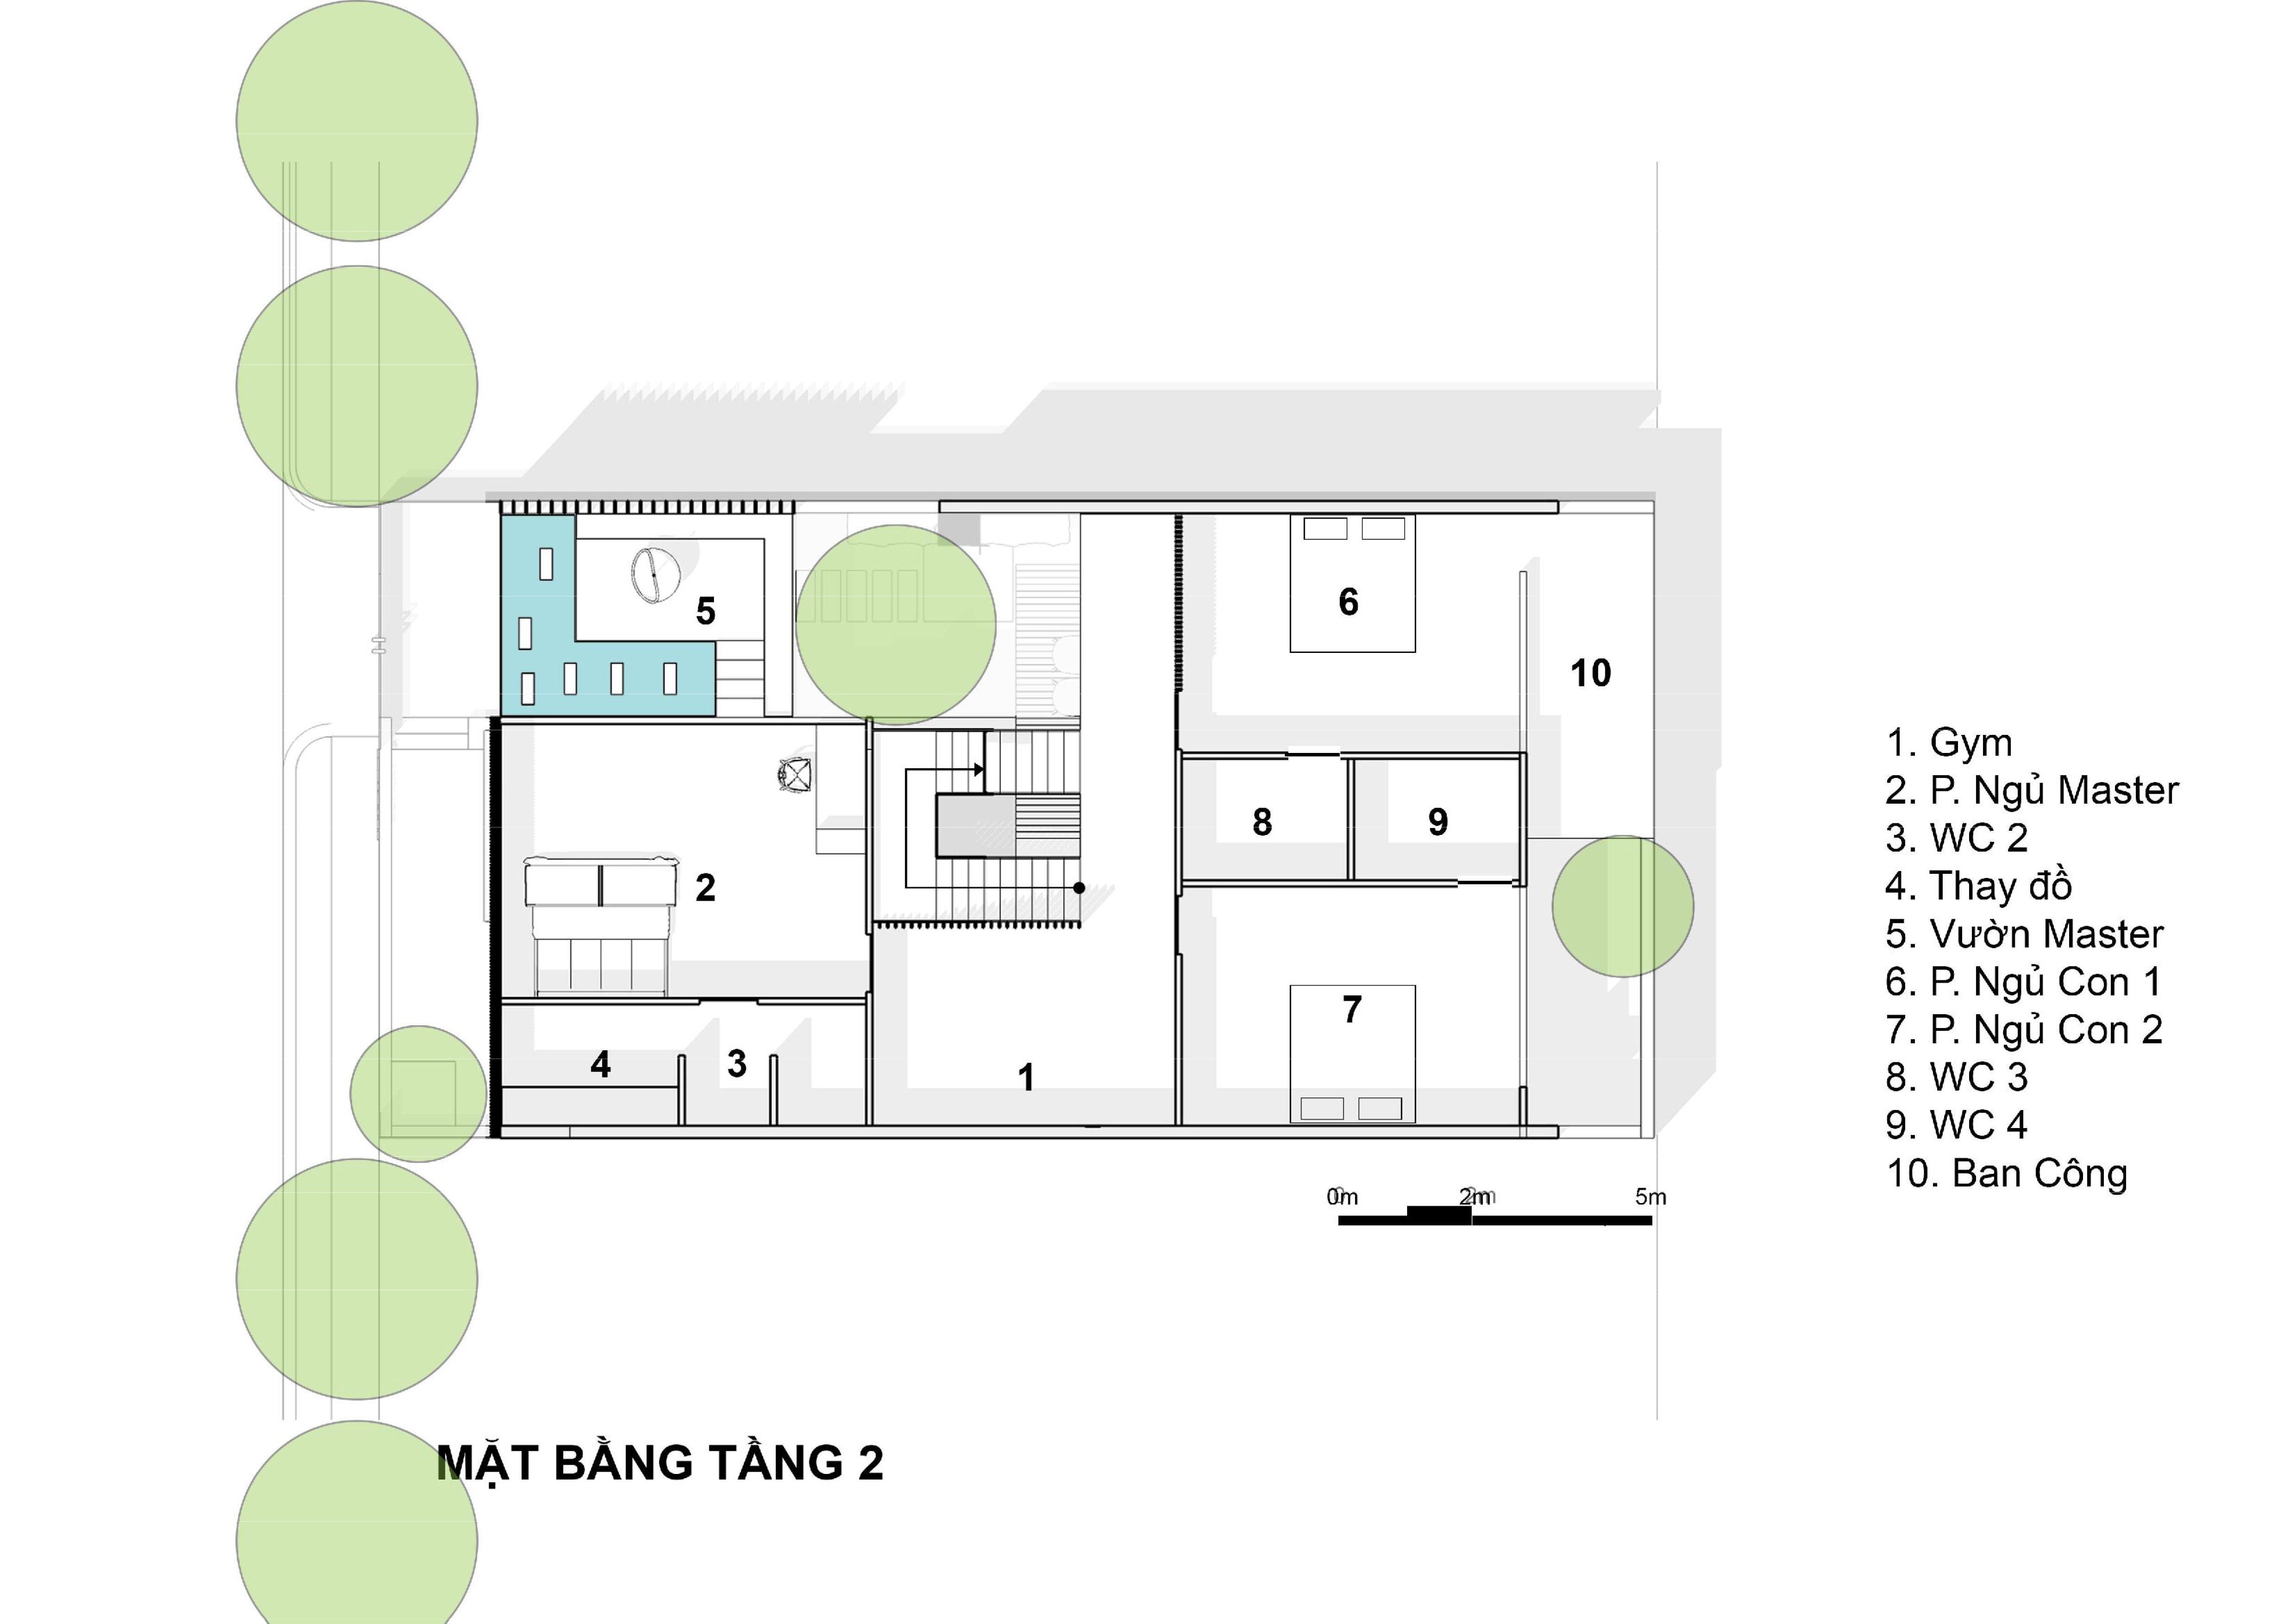 5
6
10
8
9
2
7
4
3
1
1. Gym
2. P. Ngủ Master
3. WC 2
4. Thay đồ
5. Vườn Master
6. P. Ngủ Con 1
7. P. Ngủ Con 2
8. WC 3
9. WC 4
10. Ban Công
0m 2m 5m
MẶT BẰNG TẦNG 2